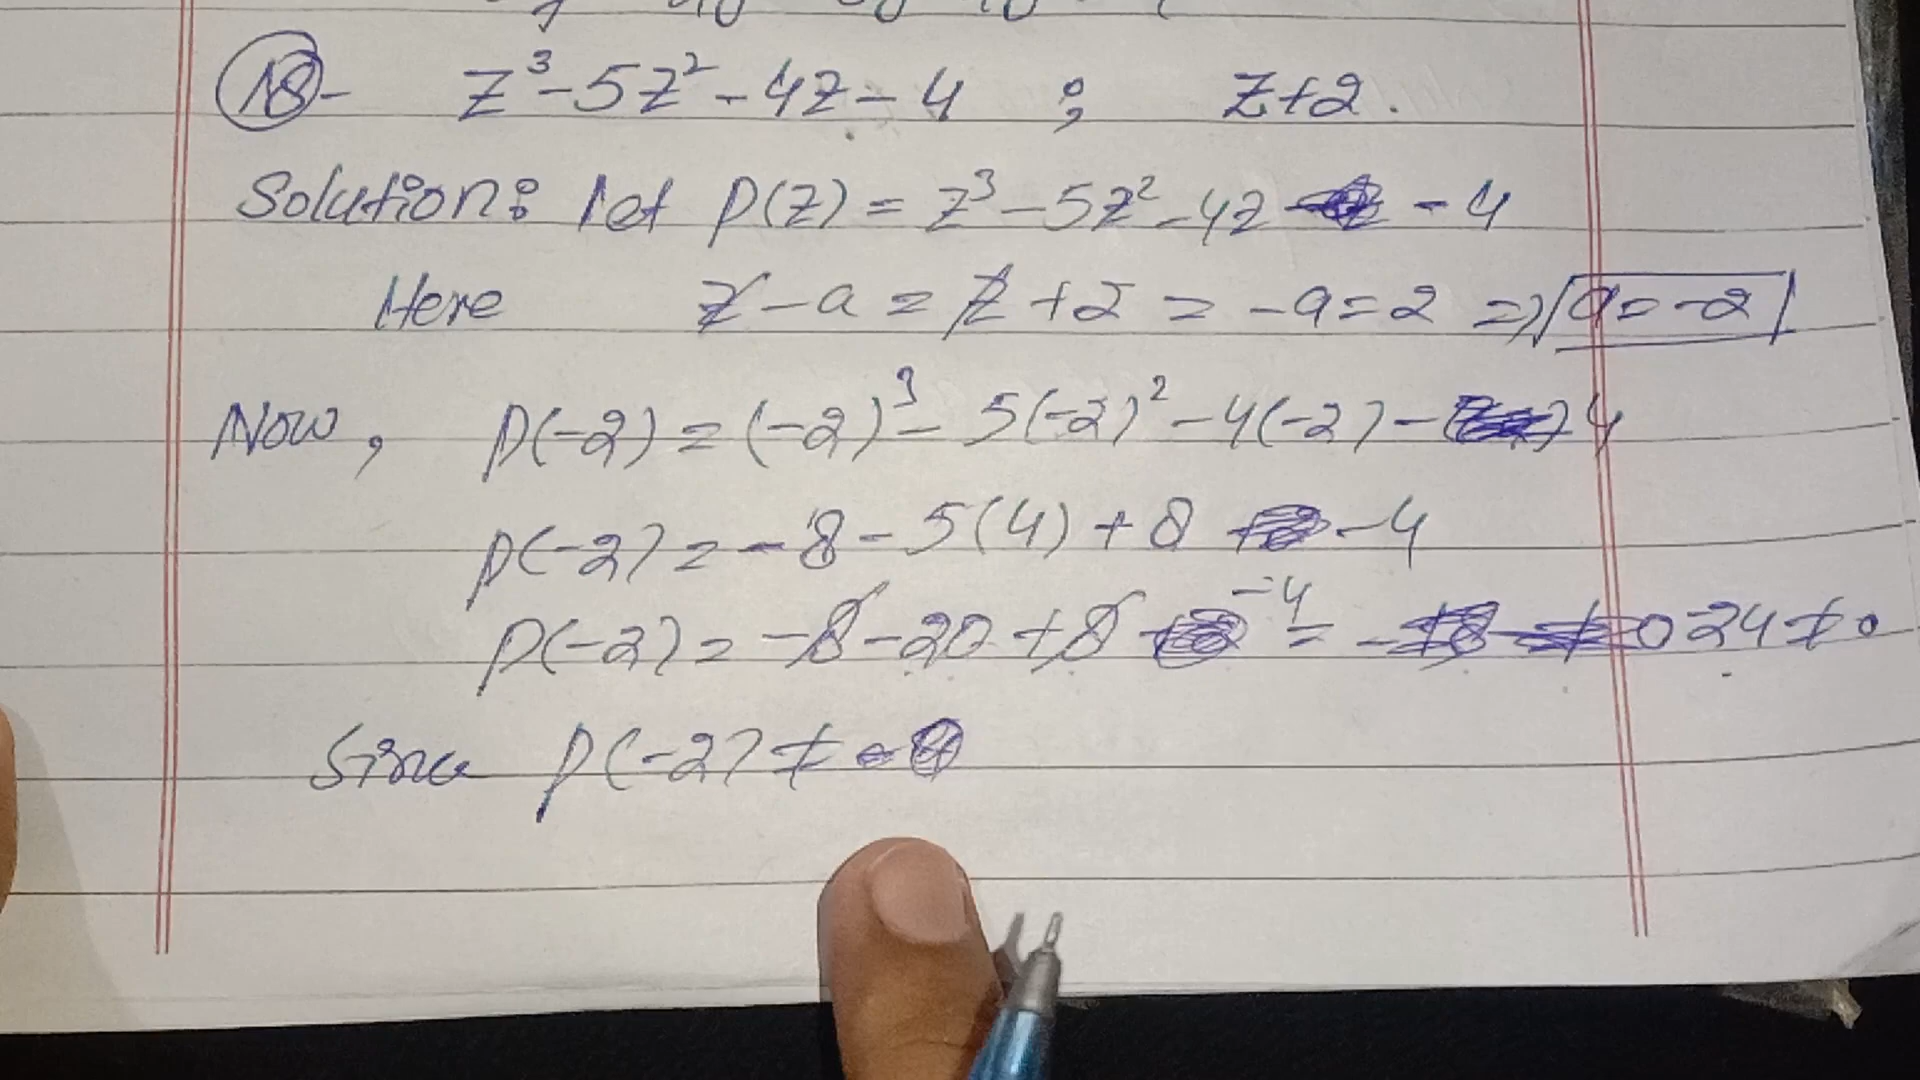 18- z³-5z²-4z-4 ; z+2.
Solution: let p(z) = z³-5z²-4z -4
Here z-a = z+2 = -a=2 => a=-2
Now, p(-2) = (-2)³- 5(-2)²-4(-2)- 4
p(-2) = -8-5(4)+8 -4
p(-2) = -8-20+8 -4 = - 24≠0
Since p(-2)≠